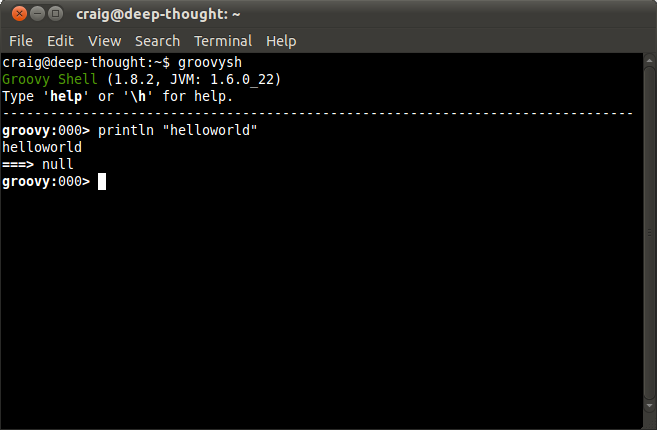 craig@deep-thought: ~
File Edit View Search Terminal Help
craig@deep-thought:~$ groovysh
Groovy Shell (1.8.2, JVM: 1.6.0_22)
Type 'help' or '\h' for help.
-------------------------------------------------------------------------------
groovy:000> println "helloworld"
helloworld
===> null
groovy:000>